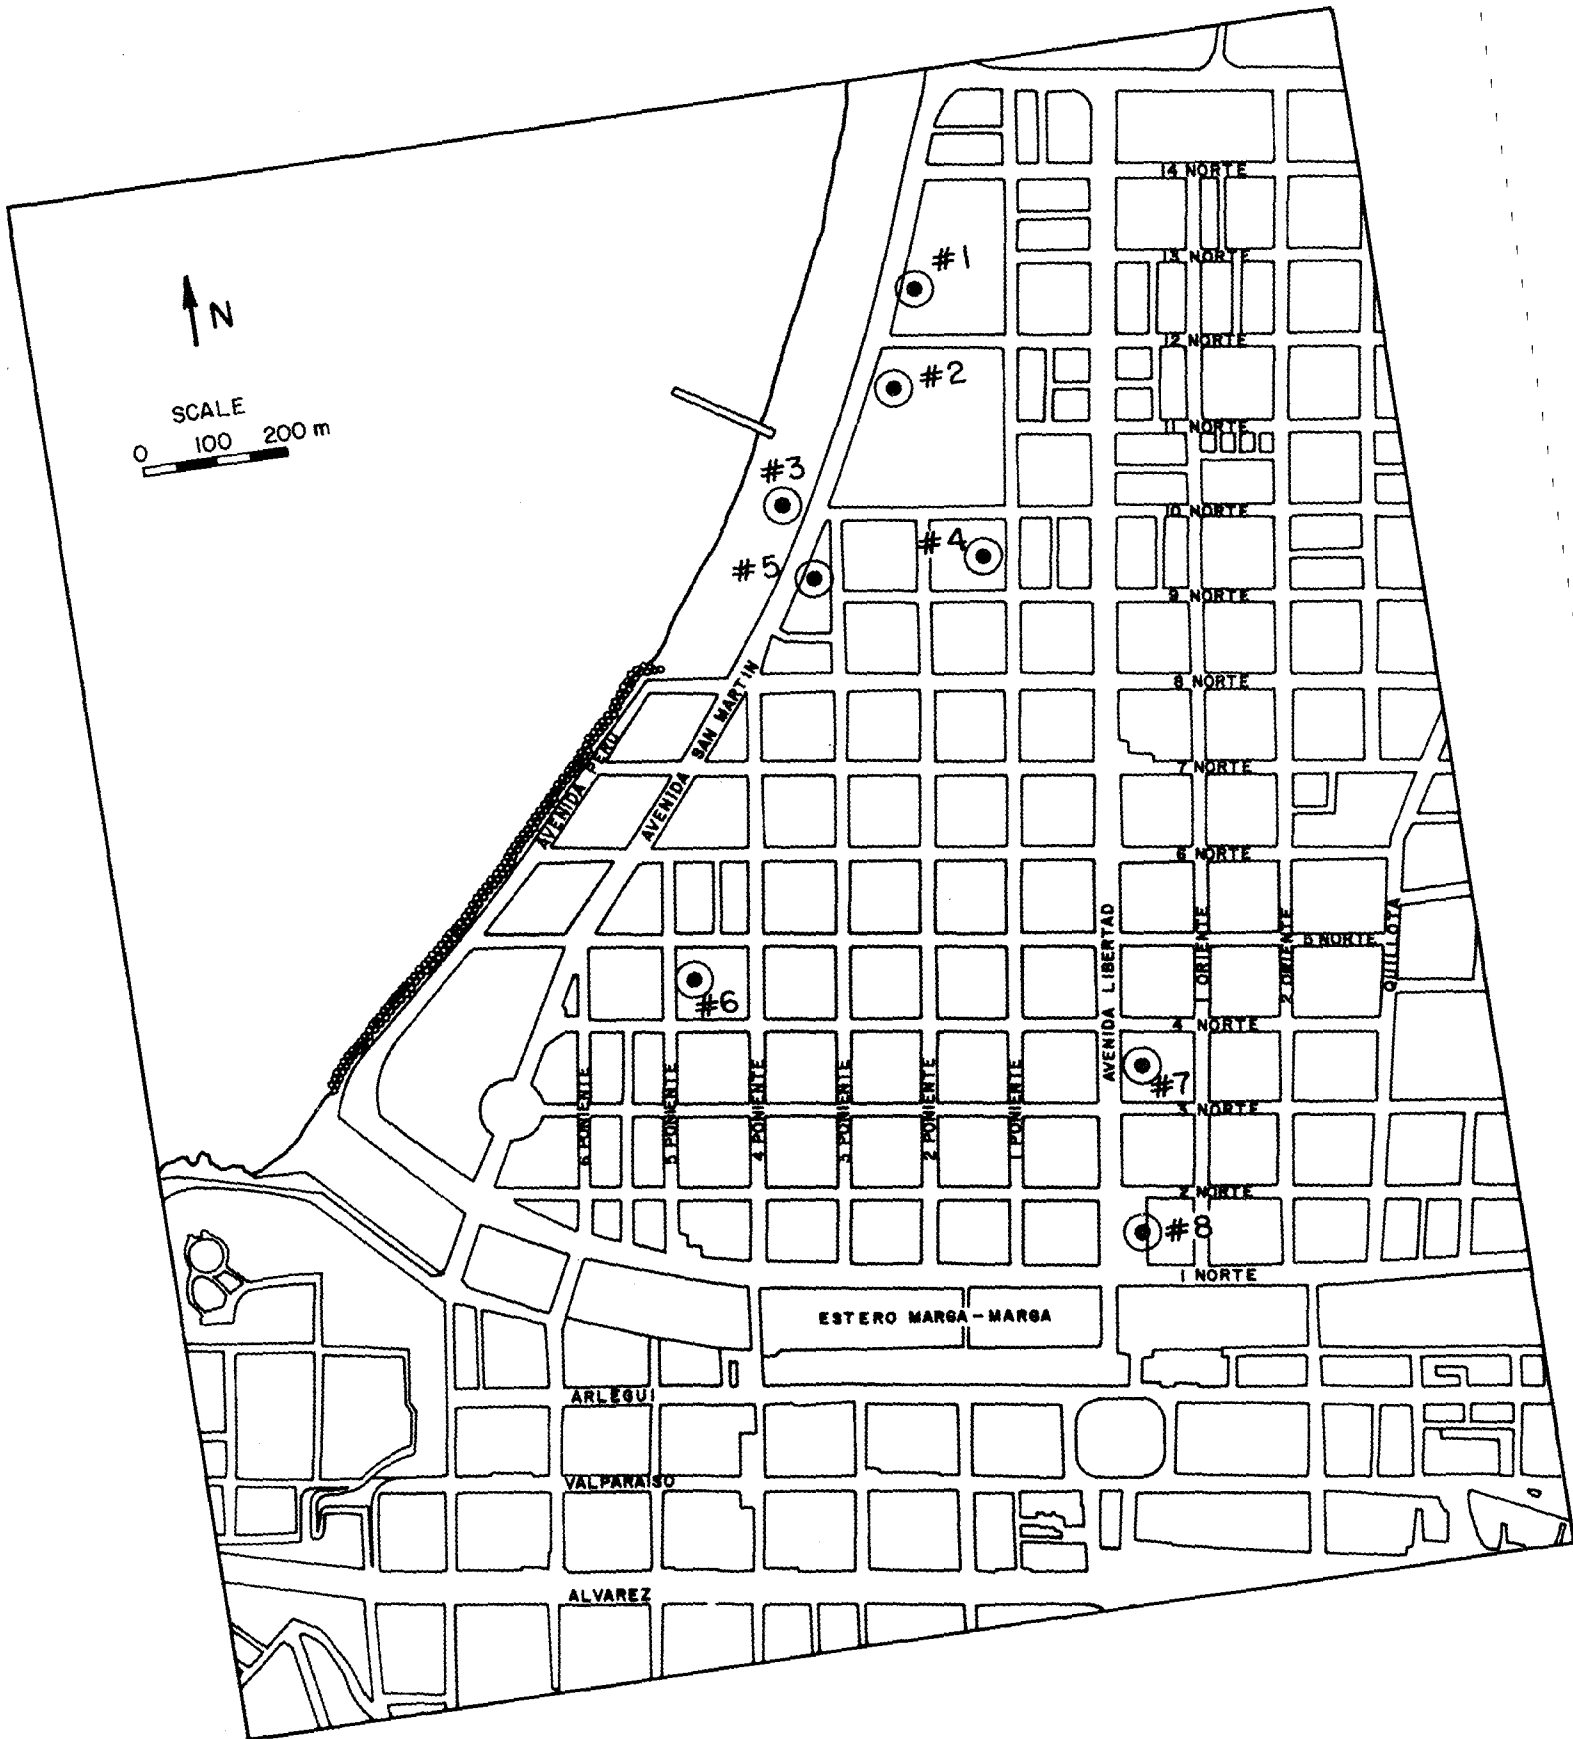 14 NORTE
#1
13 NORTE
N
12 NORTE
#2
SCALE
0 100 200 m
11 NORTE
#3
10 NORTE
#4
#5
9 NORTE
8 NORTE
AVENIDA SAN MARTIN
AVENIDA PERU
7 NORTE
6 NORTE
AVENIDA LIBERTAD
1 ORIENTE
2 ORIENTE
5 NORTE
QUILLOTA
#6
4 NORTE
#7
6 PONIENTE
5 PONIENTE
4 PONIENTE
3 PONIENTE
2 PONIENTE
1 PONIENTE
3 NORTE
2 NORTE
#8
1 NORTE
ESTERO MARGA-MARGA
ARLEGUI
VALPARAISO
ALVAREZ